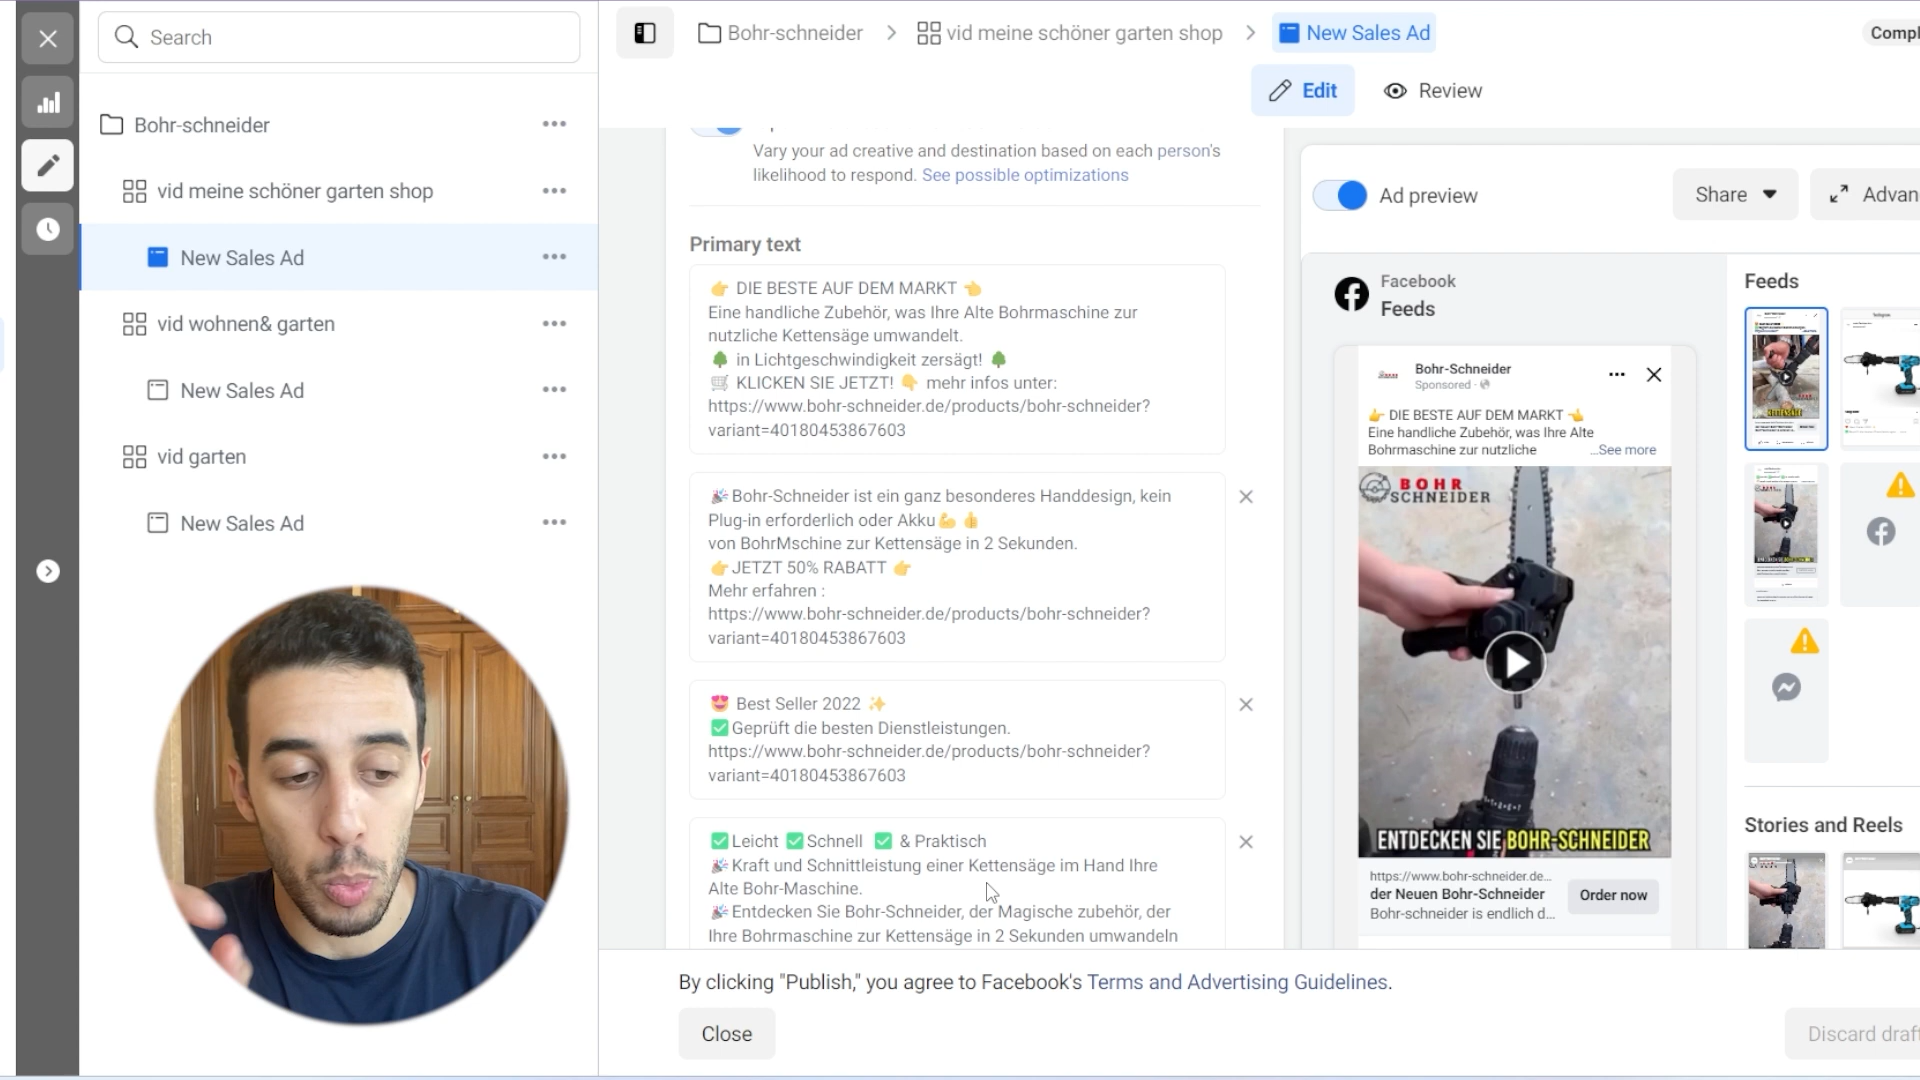 Search
Bohr-schneider
vid meine schöner garten shop
New Sales Ad
vid wohnen& garten
New Sales Ad
vid garten
New Sales Ad
Bohr-schneider
vid meine schöner garten shop
New Sales Ad
Compl
Edit
Review
Vary your ad creative and destination based on each person's
likelihood to respond. See possible optimizations
Primary text
👉 DIE BESTE AUF DEM MARKT 👈
Eine handliche Zubehör, was Ihre Alte Bohrmaschine zur
nutzliche Kettensäge umwandelt.
🌳 in Lichtgeschwindigkeit zersägt! 🌳
🛒 KLICKEN SIE JETZT! 👇 mehr infos unter:
https://www.bohr-schneider.de/products/bohr-schneider?
variant=40180453867603
🎉Bohr-Schneider ist ein ganz besonderes Handdesign, kein
Plug-in erforderlich oder Akku💪 👍
von BohrMschine zur Kettensäge in 2 Sekunden.
👉JETZT 50% RABATT 👉
Mehr erfahren :
https://www.bohr-schneider.de/products/bohr-schneider?
variant=40180453867603
😍 Best Seller 2022 ✨
✅Geprüft die besten Dienstleistungen.
https://www.bohr-schneider.de/products/bohr-schneider?
variant=40180453867603
✅Leicht ✅Schnell ✅ & Praktisch
🎉Kraft und Schnittleistung einer Kettensäge im Hand Ihre
Alte Bohr-Maschine.
🎉Entdecken Sie Bohr-Schneider, der Magische zubehör, der
Ihre Bohrmaschine zur Kettensäge in 2 Sekunden umwandeln
Ad preview
Share
Advan
Facebook
Feeds
Bohr-Schneider
Sponsored ·
👉 DIE BESTE AUF DEM MARKT 👈
Eine handliche Zubehör, was Ihre Alte
Bohrmaschine zur nutzliche ...See more
BOHR
SCHNEIDER
ENTDECKEN SIE BOHR-SCHNEIDER
https://www.bohr-schneider.de...
der Neuen Bohr-Schneider
Bohr-schneider is endlich d...
Order now
Feeds
Stories and Reels
By clicking "Publish," you agree to Facebook's Terms and Advertising Guidelines.
Close
Discard draft